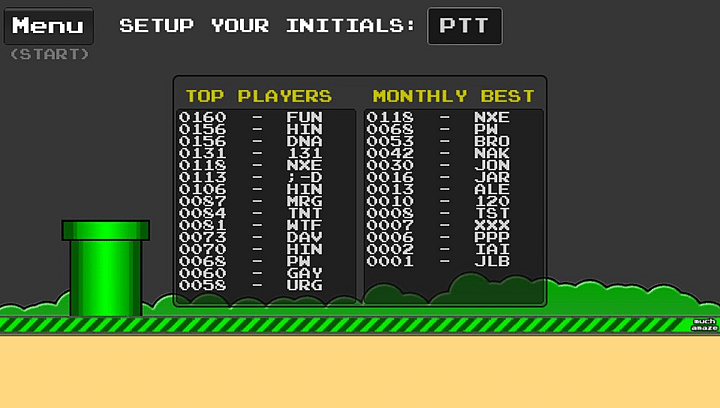 Menu SETUP YOUR INITIALS: PTT
(START)
TOP PLAYERS
0160 - FUN
0156 - HIN
0156 - DNA
0131 - 131
0118 - NXE
0113 - ;-D
0106 - HIN
0087 - MRG
0084 - TNT
0081 - WTF
0073 - DAV
0070 - HIN
0068 - PW
0060 - GAY
0058 - URG
MONTHLY BEST
0118 - NXE
0068 - PW
0053 - BRO
0042 - NAK
0030 - JON
0016 - JAR
0013 - ALE
0010 - 120
0008 - TST
0007 - XXX
0006 - PPP
0002 - IAI
0001 - JLB
much
amaze